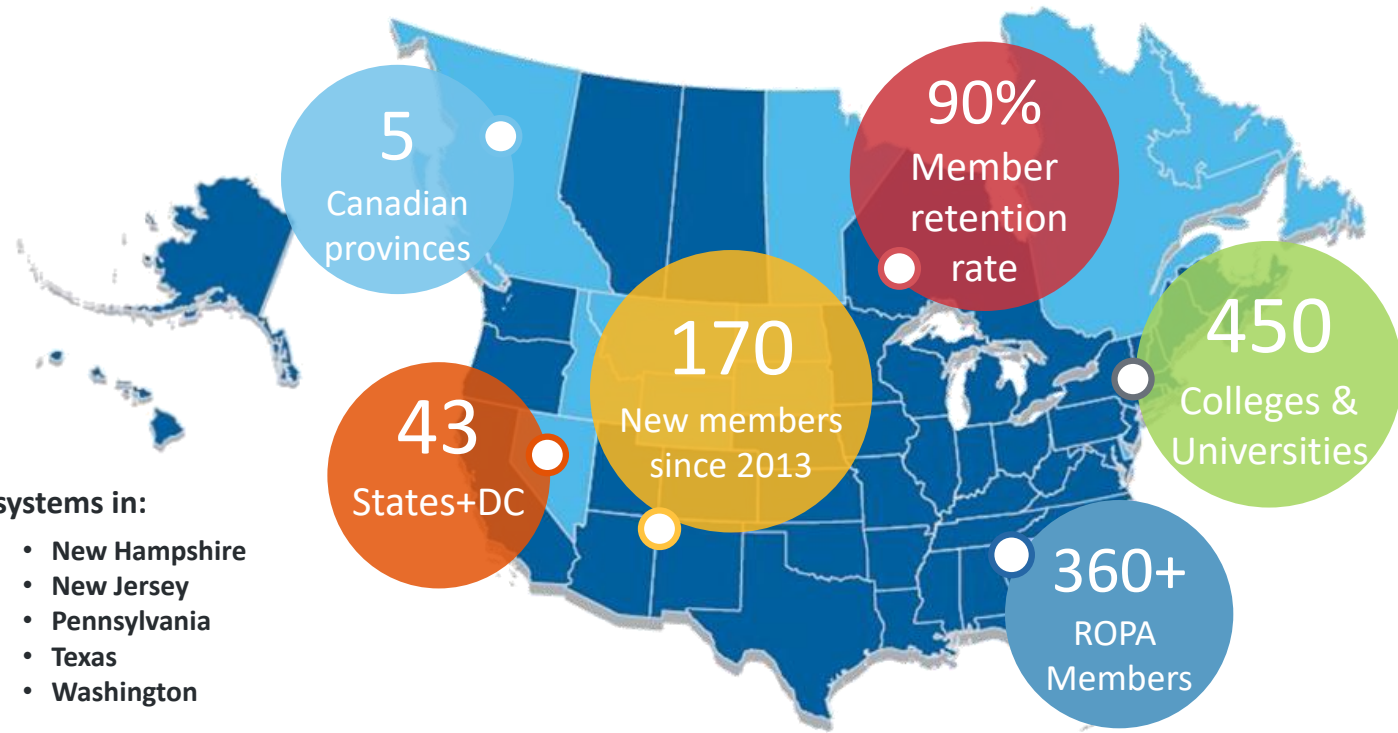 5
Canadian
provinces
90%
Member
retention
rate
170
New members
since 2013
450
Colleges &
Universities
43
States+DC
360+
ROPA
Members
systems in:
• New Hampshire
• New Jersey
• Pennsylvania
• Texas
• Washington